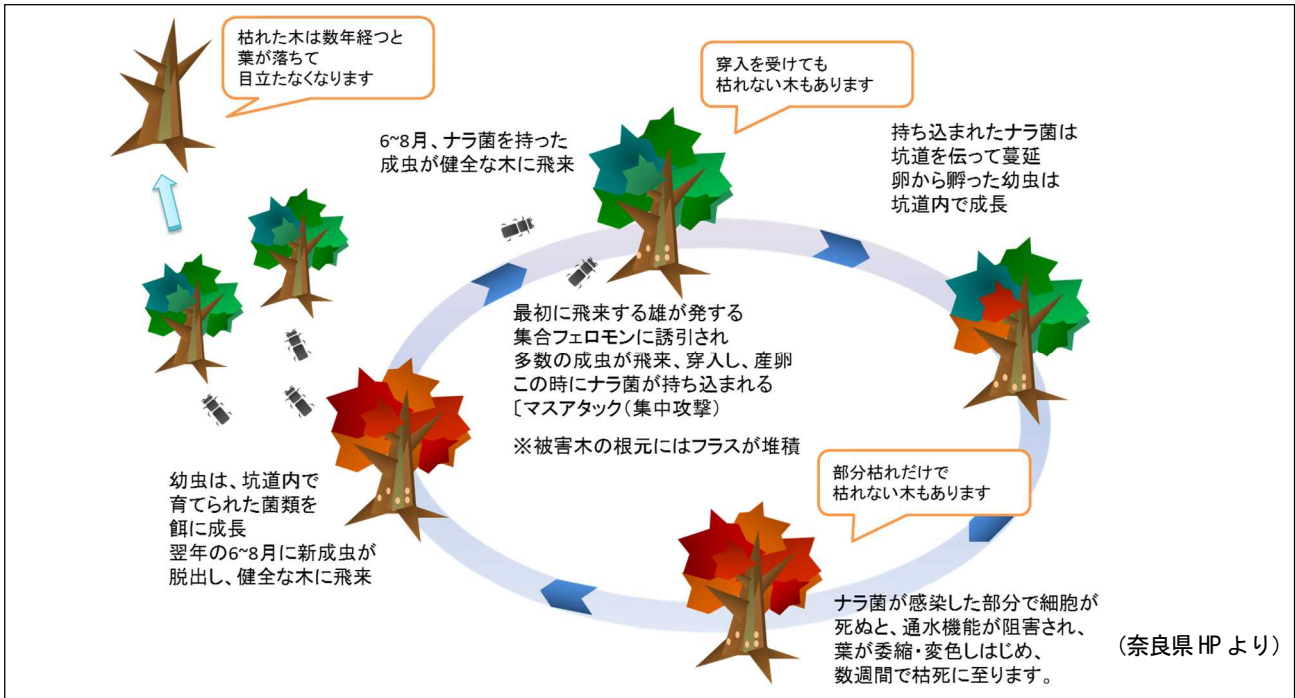 枯れた木は数年経つと
葉が落ちて
目立たなくなります
穿入を受けても
枯れない木もあります
6~8月、ナラ菌を持った
成虫が健全な木に飛来
持ち込まれたナラ菌は
坑道を伝って蔓延
卵から孵った幼虫は
坑道内で成長
最初に飛来する雄が発する
集合フェロモンに誘引され
多数の成虫が飛来、穿入し、産卵
この時にナラ菌が持ち込まれる
〔マスアタック(集中攻撃)
※被害木の根元にはフラスが堆積
部分枯れだけで
枯れない木もあります
幼虫は、坑道内で
育てられた菌類を
餌に成長
翌年の6~8月に新成虫が
脱出し、健全な木に飛来
ナラ菌が感染した部分で細胞が
死ぬと、通水機能が阻害され、
葉が委縮・変色しはじめ、
数週間で枯死に至ります。
(奈良県 HP より)